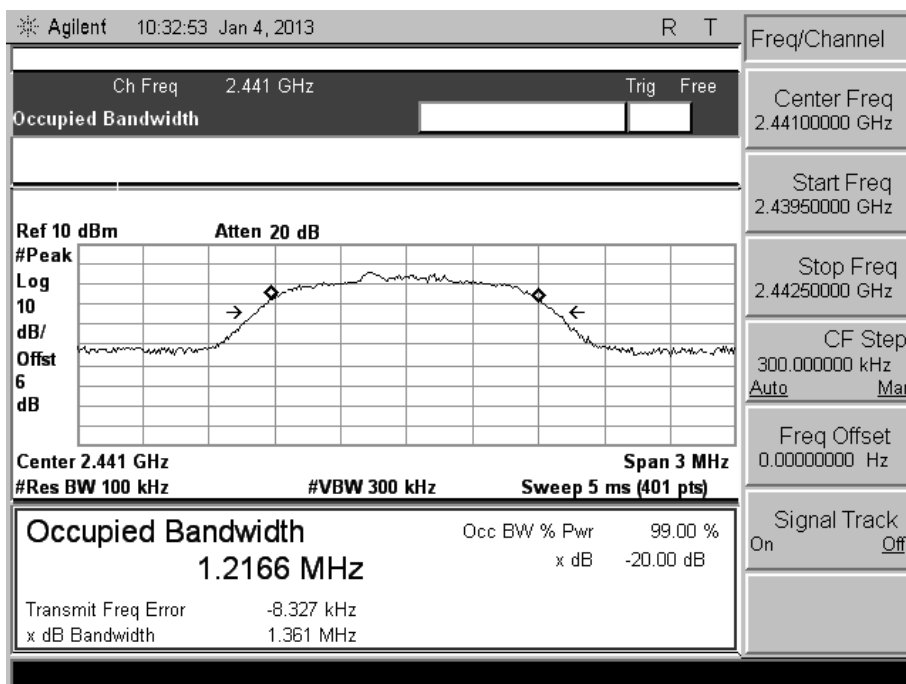 Agilent 10:32:53 Jan 4, 2013 R T
Freq/Channel
Ch Freq 2.441 GHz Trig Free
Occupied Bandwidth
Center Freq
2.44100000 GHz
Start Freq
2.43950000 GHz
Stop Freq
2.44250000 GHz
CF Step
300.000000 kHz
Auto Man
Freq Offset
0.00000000 Hz
Signal Track
On Off
Ref 10 dBm Atten 20 dB
#Peak
Log
10
dB/
Offst
6
dB
Center 2.441 GHz Span 3 MHz
#Res BW 100 kHz #VBW 300 kHz Sweep 5 ms (401 pts)
Occupied Bandwidth Occ BW % Pwr 99.00 %
1.2166 MHz x dB -20.00 dB
Transmit Freq Error -8.327 kHz
x dB Bandwidth 1.361 MHz